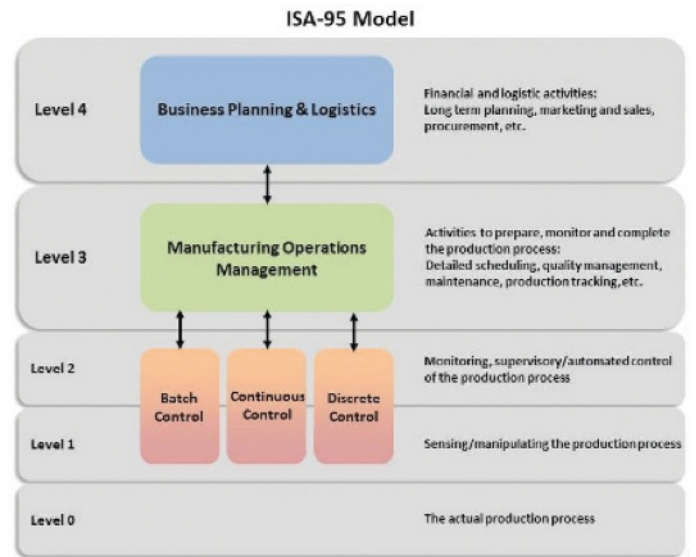 ISA-95 Model
Level 4
Business Planning & Logistics
Financial and logistic activities:
Long term planning, marketing and sales,
procurement, etc.
Level 3
Manufacturing Operations
Management
Activities to prepare, monitor and complete
the production process:
Detailed scheduling, quality management,
maintenance, production tracking, etc.
Level 2
Monitoring, supervisory/automated control
of the production process
Batch
Control
Continuous
Control
Discrete
Control
Level 1
Sensing/manipulating the production process
Level 0
The actual production process